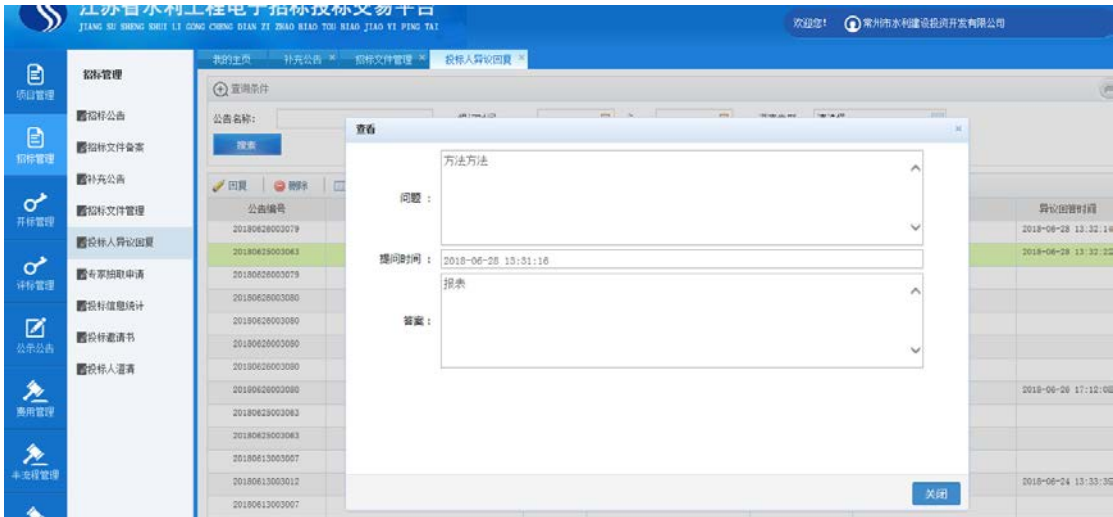 江苏省水利工程电子招标投标交易平台
JIANG SU SHENG SHUI LI GONG CHENG DIAN ZI ZHAO BIAO TOU BIAO JIAO YI PING TAI
欢迎您! 常州市水利建设投资开发有限公司
我的主页 补充公告 × 招标文件管理 × 投标人异议回复 ×
项目管理
招标管理
开标管理
评标管理
公示公告
费用管理
半流程管理
招标管理
招标公告
招标文件备案
补充公告
招标文件管理
投标人异议回复
专家抽取申请
投标信息统计
投标邀请书
投标人澄清
查询条件
公告名称:
搜索
回复 删除
公告编号 异议回答时间
20180628003079 2018-06-28 13:32:14
20180625003063 2018-06-28 13:32:22
20180626003079
20180626003080
20180626003080
20180626003080
20180626003080
20180626003080 2018-06-26 17:12:08
20180625003063
20180625003063
20180613003007
20180613003012 2018-06-24 13:33:35
20180613003007
查看 ×
问题 : 方法方法
提问时间 : 2018-06-28 13:31:16
答案 : 报表
关闭